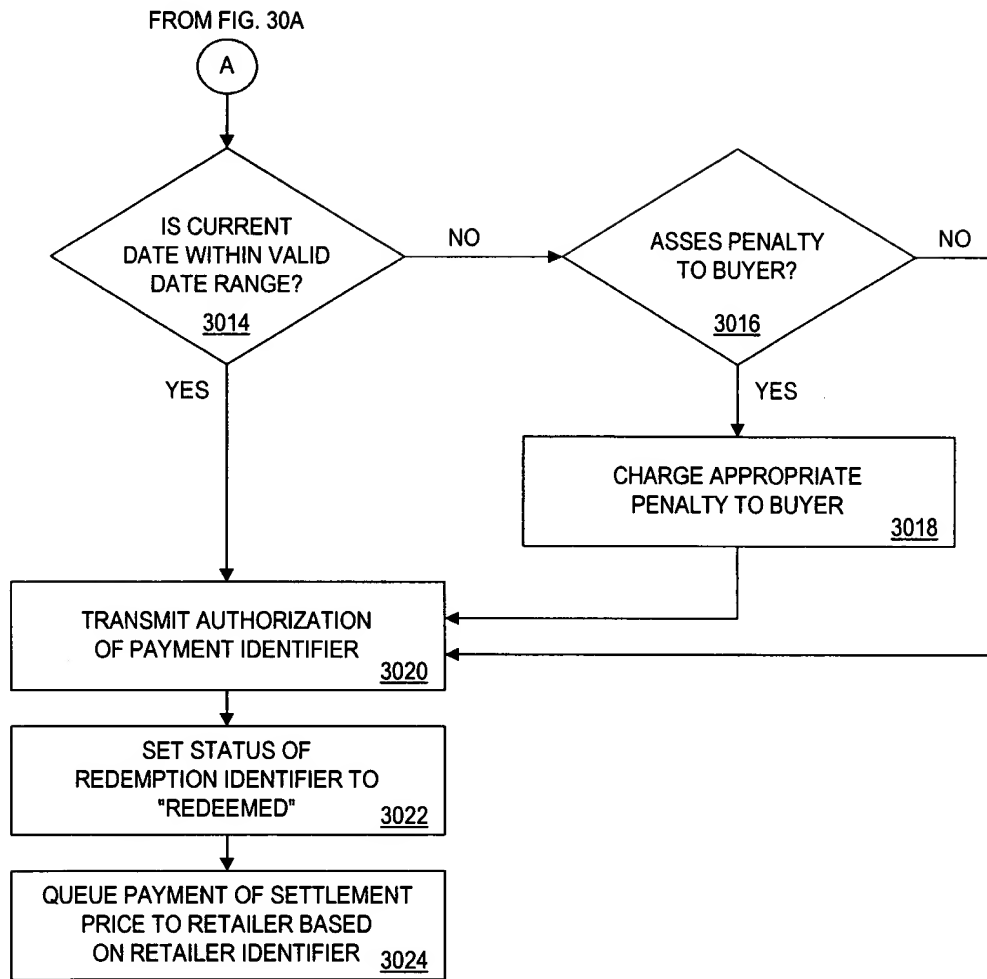 FROM FIG. 30A
A
IS CURRENT
DATE WITHIN VALID
DATE RANGE?
3014
NO
ASSES PENALTY
TO BUYER?
3016
NO
YES
YES
CHARGE APPROPRIATE
PENALTY TO BUYER
3018
TRANSMIT AUTHORIZATION
OF PAYMENT IDENTIFIER
3020
SET STATUS OF
REDEMPTION IDENTIFIER TO
"REDEEMED"
3022
QUEUE PAYMENT OF SETTLEMENT
PRICE TO RETAILER BASED
ON RETAILER IDENTIFIER
3024